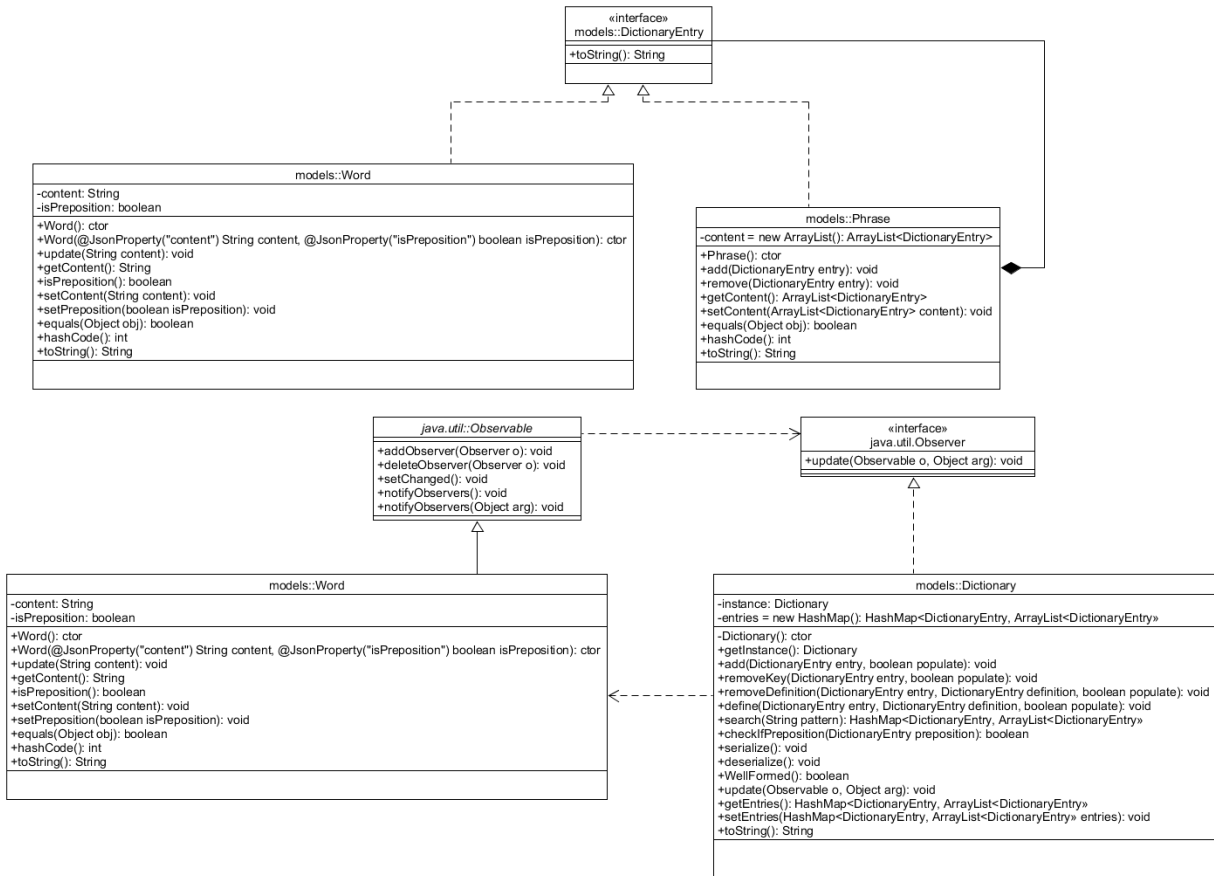 «interface»
models::DictionaryEntry
+toString(): String
models::Word
-content: String
-isPreposition: boolean
+Word(): ctor
+Word(@JsonProperty("content") String content, @JsonProperty("isPreposition") boolean isPreposition): ctor
+update(String content): void
+getContent(): String
+isPreposition(): boolean
+setContent(String content): void
+setPreposition(boolean isPreposition): void
+equals(Object obj): boolean
+hashCode(): int
+toString(): String
models::Phrase
-content = new ArrayList(): ArrayList<DictionaryEntry>
+Phrase(): ctor
+add(DictionaryEntry entry): void
+remove(DictionaryEntry entry): void
+getContent(): ArrayList<DictionaryEntry>
+setContent(ArrayList<DictionaryEntry> content): void
+equals(Object obj): boolean
+hashCode(): int
+toString(): String
java.util::Observable
+addObserver(Observer o): void
+deleteObserver(Observer o): void
+setChanged(): void
+notifyObservers(): void
+notifyObservers(Object arg): void
«interface»
java.util.Observer
+update(Observable o, Object arg): void
models::Word
-content: String
-isPreposition: boolean
+Word(): ctor
+Word(@JsonProperty("content") String content, @JsonProperty("isPreposition") boolean isPreposition): ctor
+update(String content): void
+getContent(): String
+isPreposition(): boolean
+setContent(String content): void
+setPreposition(boolean isPreposition): void
+equals(Object obj): boolean
+hashCode(): int
+toString(): String
models::Dictionary
-instance: Dictionary
-entries = new HashMap(): HashMap<DictionaryEntry, ArrayList<DictionaryEntry»
-Dictionary(): ctor
+getInstance(): Dictionary
+add(DictionaryEntry entry, boolean populate): void
+removeKey(DictionaryEntry entry, boolean populate): void
+removeDefinition(DictionaryEntry entry, DictionaryEntry definition, boolean populate): void
+define(DictionaryEntry entry, DictionaryEntry definition, boolean populate): void
+search(String pattern): HashMap<DictionaryEntry, ArrayList<DictionaryEntry»
+checkIfPreposition(DictionaryEntry preposition): boolean
+serialize(): void
+deserialize(): void
+WellFormed(): boolean
+update(Observable o, Object arg): void
+getEntries(): HashMap<DictionaryEntry, ArrayList<DictionaryEntry»
+setEntries(HashMap<DictionaryEntry, ArrayList<DictionaryEntry» entries): void
+toString(): String